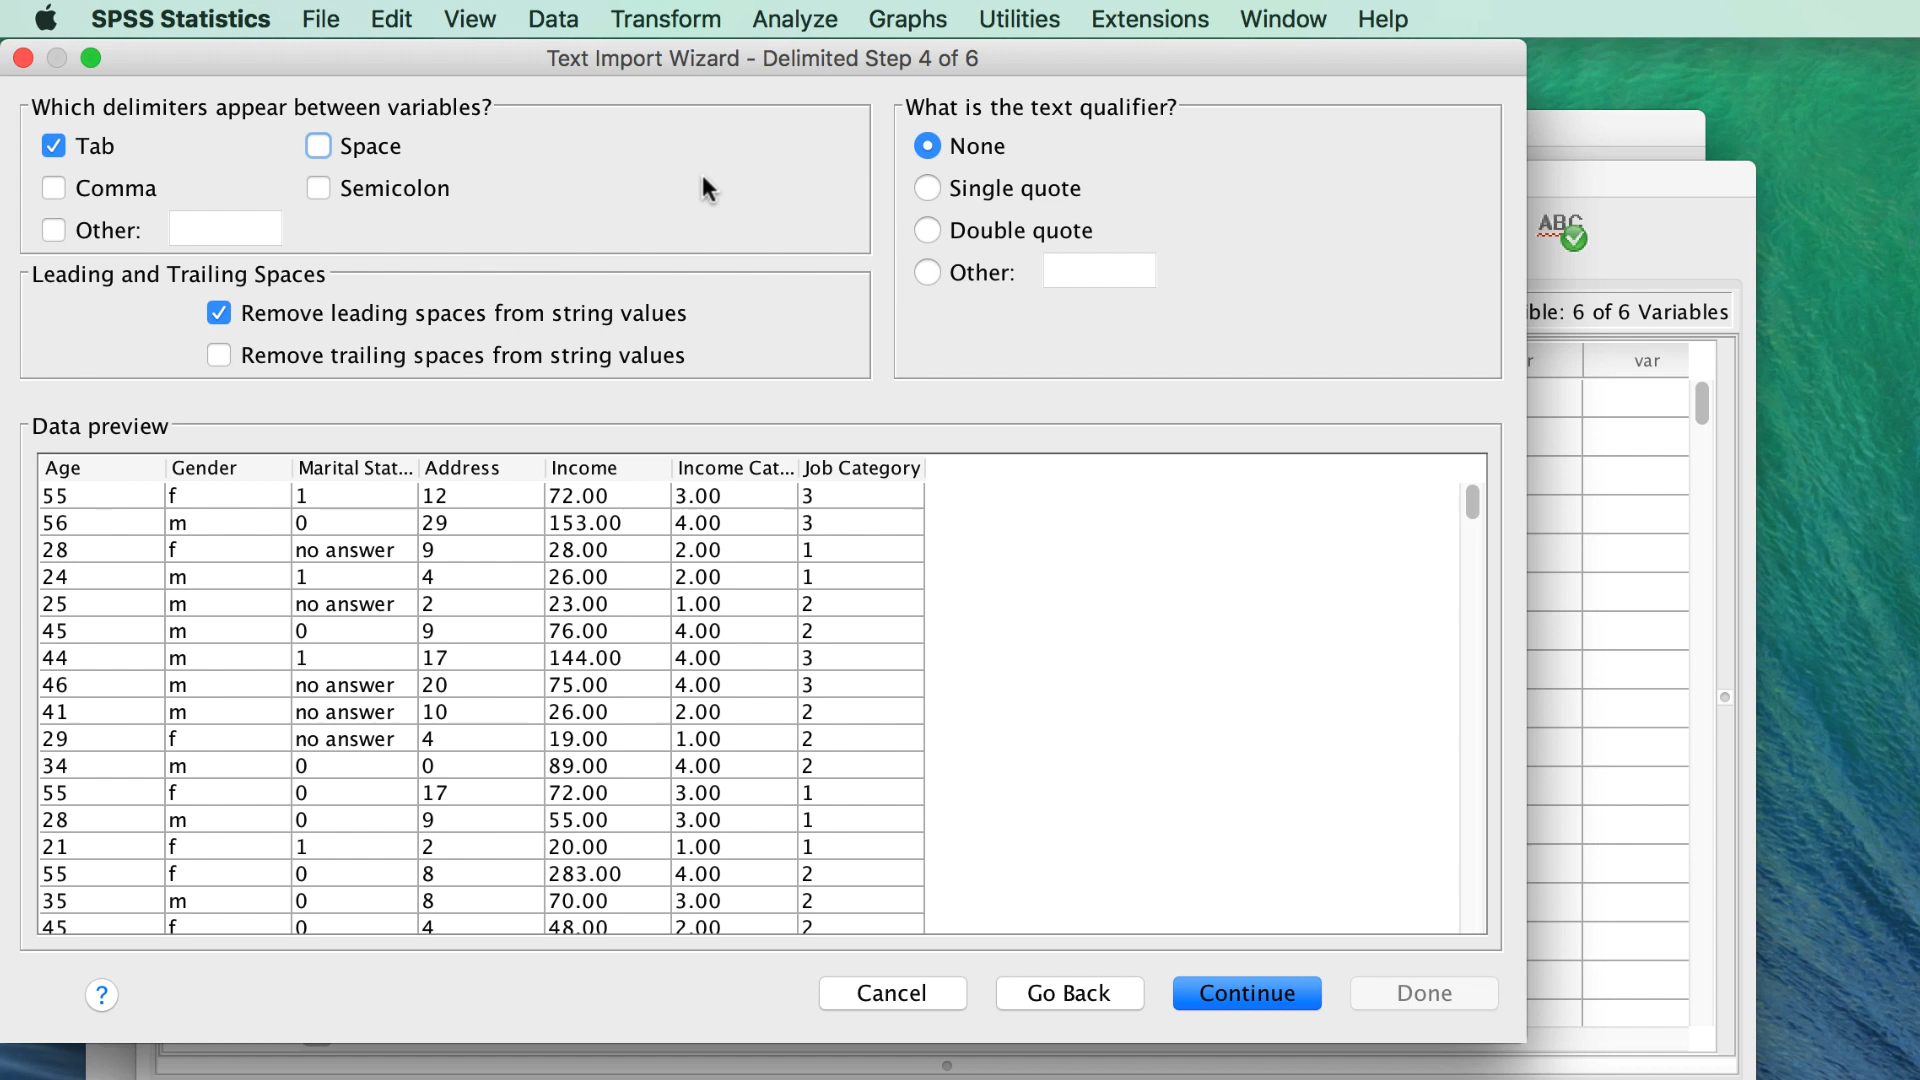 SPSS Statistics File Edit View Data Transform Analyze Graphs Utilities Extensions Window Help
Text Import Wizard - Delimited Step 4 of 6
Which delimiters appear between variables?
Tab Space
Comma Semicolon
Other:
Leading and Trailing Spaces
Remove leading spaces from string values
Remove trailing spaces from string values
What is the text qualifier?
None
Single quote
Double quote
Other:
ABC
ble: 6 of 6 Variables
r var
Data preview
Age Gender Marital Stat... Address Income Income Cat... Job Category
55 f 1 12 72.00 3.00 3
56 m 0 29 153.00 4.00 3
28 f no answer 9 28.00 2.00 1
24 m 1 4 26.00 2.00 1
25 m no answer 2 23.00 1.00 2
45 m 0 9 76.00 4.00 2
44 m 1 17 144.00 4.00 3
46 m no answer 20 75.00 4.00 3
41 m no answer 10 26.00 2.00 2
29 f no answer 4 19.00 1.00 2
34 m 0 0 89.00 4.00 2
55 f 0 17 72.00 3.00 1
28 m 0 9 55.00 3.00 1
21 f 1 2 20.00 1.00 1
55 f 0 8 283.00 4.00 2
35 m 0 8 70.00 3.00 2
45 f 0 4 48.00 2.00 2
? Cancel Go Back Continue Done